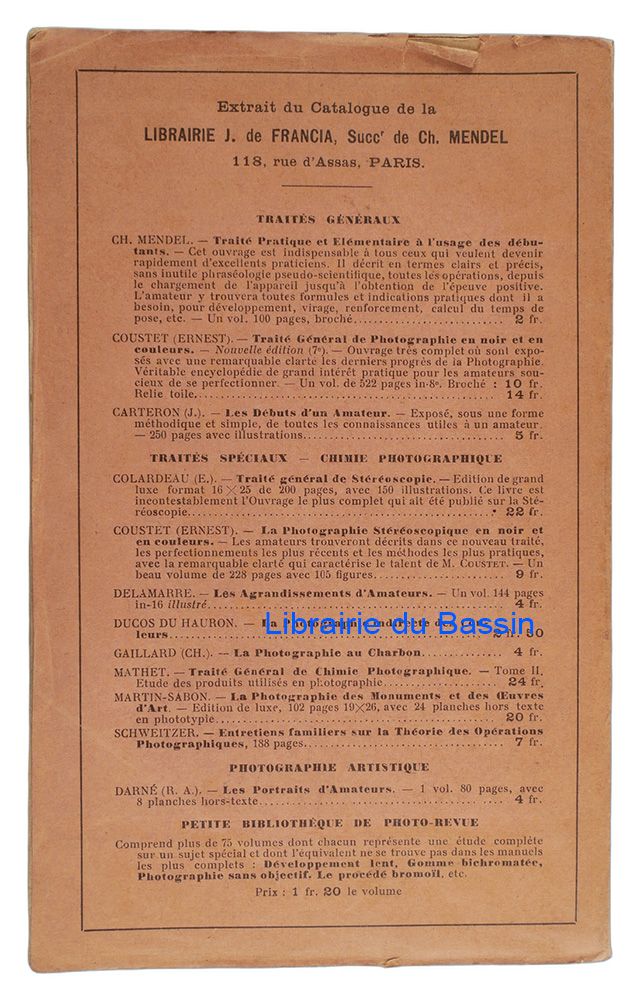 Extrait du Catalogue de la
LIBRAIRIE J. de FRANCIA, Succr de Ch. MENDEL
118, rue d'Assas, PARIS.
TRAITÉS GÉNÉRAUX
CH. MENDEL. — Traité Pratique et Elémentaire à l'usage des débu-
tants. — Cet ouvrage est indispensable à tous ceux qui veulent devenir
rapidement d'excellents praticiens. Il décrit en termes clairs et précis,
sans inutile phraséologie pseudo-scientifique, toutes les opérations, depuis
le chargement de l'appareil jusqu'à l'obtention de l'épeuve positive.
L'amateur y trouvera toutes formules et indications pratiques dont il a
besoin, pour développement, virage, renforcement, calcul du temps de
pose, etc. — Un vol. 100 pages, broché........................ 2 fr.
COUSTET (ERNEST). — Traité Général de Photographie en noir et en
couleurs. — Nouvelle édition (7e). — Ouvrage très complet où sont expo-
sés avec une remarquable clarté les derniers progrès de la Photographie.
Véritable encyclopédie de grand intérêt pratique pour les amateurs sou-
cieux de se perfectionner. — Un vol. de 522 pages in-8o. Broché : 10 fr.
Relie toile................................................ 14 fr.
CARTERON (J.). — Les Débuts d'un Amateur. — Exposé, sous une forme
méthodique et simple, de toutes les connaissances utiles à un amateur.
— 250 pages avec illustrations................................ 5 fr.
TRAITÉS SPÉCIAUX — CHIMIE PHOTOGRAPHIQUE
COLARDEAU (E.). — Traité général de Stéréoscopie. — Edition de grand
luxe format 16 × 25 de 200 pages, avec 150 illustrations. Ce livre est
incontestablement l'Ouvrage le plus complet qui ait été publié sur la Sté-
réoscopie.................................................. 22 fr.
COUSTET (ERNEST). — La Photographie Stéréoscopique en noir et
en couleurs. — Les amateurs trouveront décrits dans ce nouveau traité,
les perfectionnements les plus récents et les méthodes les plus pratiques,
avec la remarquable clarté qui caractérise le talent de M. COUSTET. — Un
beau volume de 228 pages avec 105 figures.................... 9 fr.
DELAMARRE. — Les Agrandissements d'Amateurs. — Un vol. 144 pages
in-16 illustré.............................................. 4 fr.
DUCOS DU HAURON. — La Photographie indirecte des
leurs.................................................. 50
Librairie du Bassin
GAILLARD (CH.). — La Photographie au Charbon.............. 4 fr.
MATHET. — Traité Général de Chimie Photographique. — Tome II.
Etude des produits utilisés en photographie.................. 24 fr.
MARTIN-SABON. — La Photographie des Monuments et des Œuvres
d'Art. — Edition de luxe, 102 pages 19×26, avec 24 planches hors texte
en phototypie.............................................. 20 fr.
SCHWEITZER. — Entretiens familiers sur la Théorie des Opérations
Photographiques, 188 pages.................................. 7 fr.
PHOTOGRAPHIE ARTISTIQUE
DARNÉ (R. A.). — Les Portraits d'Amateurs. — 1 vol. 80 pages, avec
8 planches hors-texte........................................ 4 fr.
PETITE BIBLIOTHÈQUE DE PHOTO-REVUE
Comprend plus de 75 volumes dont chacun représente une étude complète
sur un sujet spécial et dont l'équivalent ne se trouve pas dans les manuels
les plus complets : Développement lent, Gomme bichromatée,
Photographie sans objectif, Le procédé bromoïl, etc.
Prix : 1 fr. 20 le volume